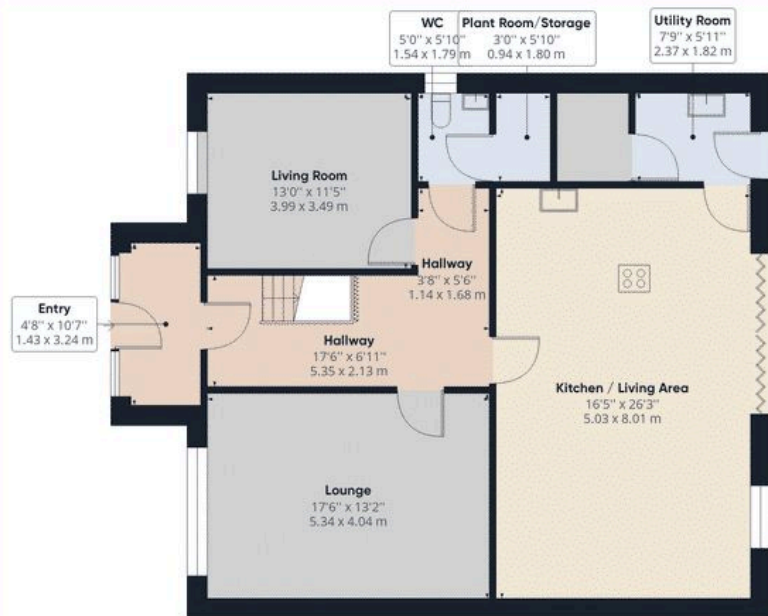 WC
5'0" x 5'10"
1.54 x 1.79 m
Plant Room/Storage
3'0" x 5'10"
0.94 x 1.80 m
Utility Room
7'9" x 5'11"
2.37 x 1.82 m
Living Room
13'0" x 11'5"
3.99 x 3.49 m
Hallway
3'8" x 5'6"
1.14 x 1.68 m
Entry
4'8" x 10'7"
1.43 x 3.24 m
Hallway
17'6" x 6'11"
5.35 x 2.13 m
Kitchen / Living Area
16'5" x 26'3"
5.03 x 8.01 m
Lounge
17'6" x 13'2"
5.34 x 4.04 m